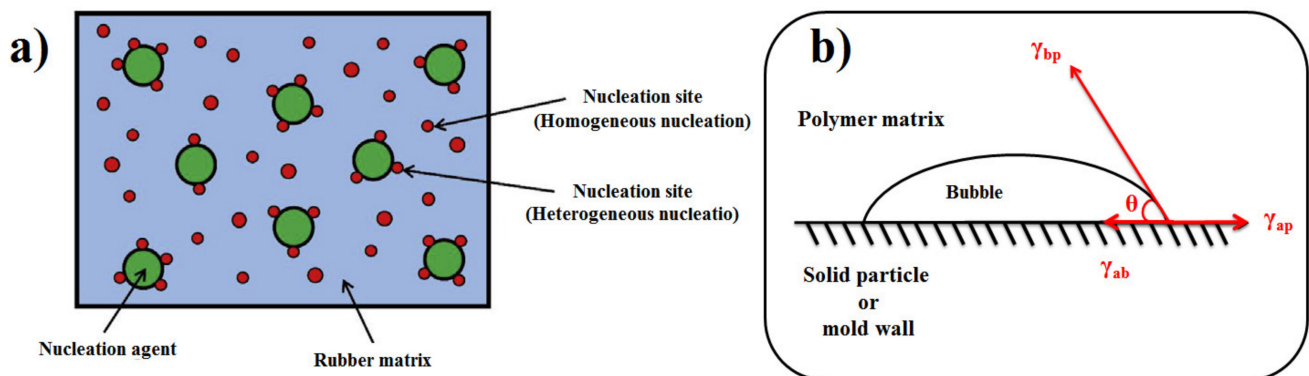 a)
Nucleation site
(Homogeneous nucleation)
Nucleation site
(Heterogeneous nucleatio)
Nucleation agent
Rubber matrix
b)
γbp
Polymer matrix
Bubble
θ
γap
γab
Solid particle
or
mold wall